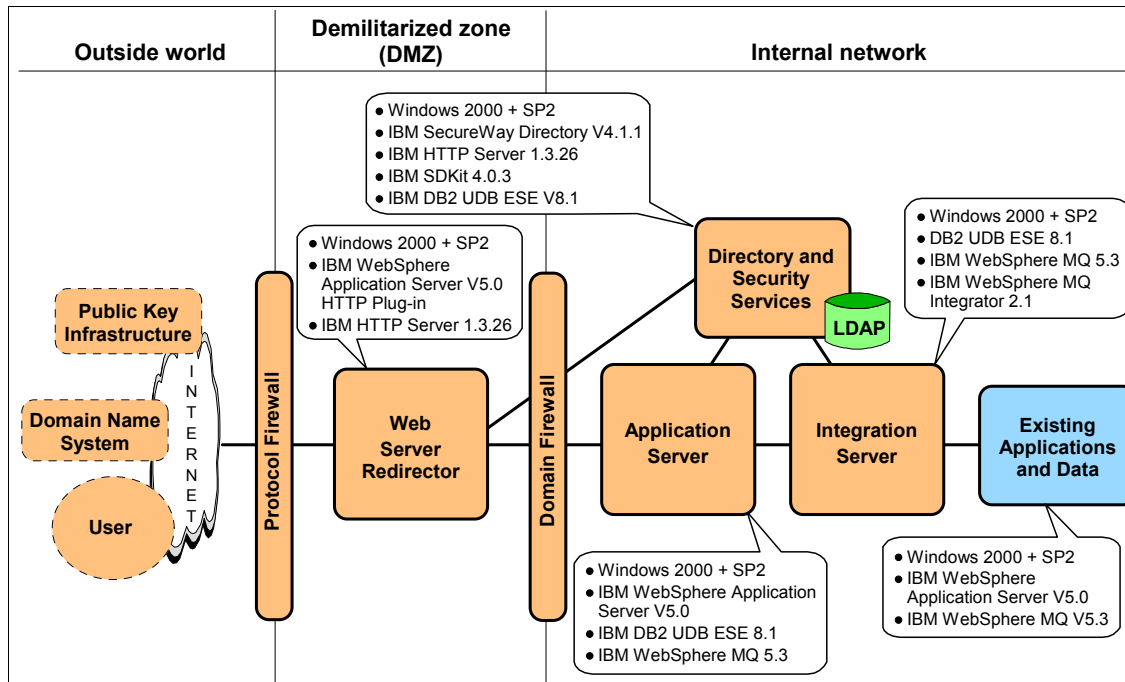 Outside world
Demilitarized zone
(DMZ)
Internal network
● Windows 2000 + SP2
● IBM SecureWay Directory V4.1.1
● IBM HTTP Server 1.3.26
● IBM SDKit 4.0.3
● IBM DB2 UDB ESE V8.1
● Windows 2000 + SP2
● IBM WebSphere
Application Server V5.0
HTTP Plug-in
● IBM HTTP Server 1.3.26
Directory and
Security
Services
LDAP
● Windows 2000 + SP2
● DB2 UDB ESE 8.1
● IBM WebSphere MQ 5.3
● IBM WebSphere MQ
Integrator 2.1
Public Key
Infrastructure
Domain Name
System
User
INTERNET
Protocol Firewall
Web
Server
Redirector
Domain Firewall
Application
Server
Integration
Server
Existing
Applications
and Data
● Windows 2000 + SP2
● IBM WebSphere Application
Server V5.0
● IBM DB2 UDB ESE 8.1
● IBM WebSphere MQ 5.3
● Windows 2000 + SP2
● IBM WebSphere
Application Server V5.0
● IBM WebSphere MQ V5.3